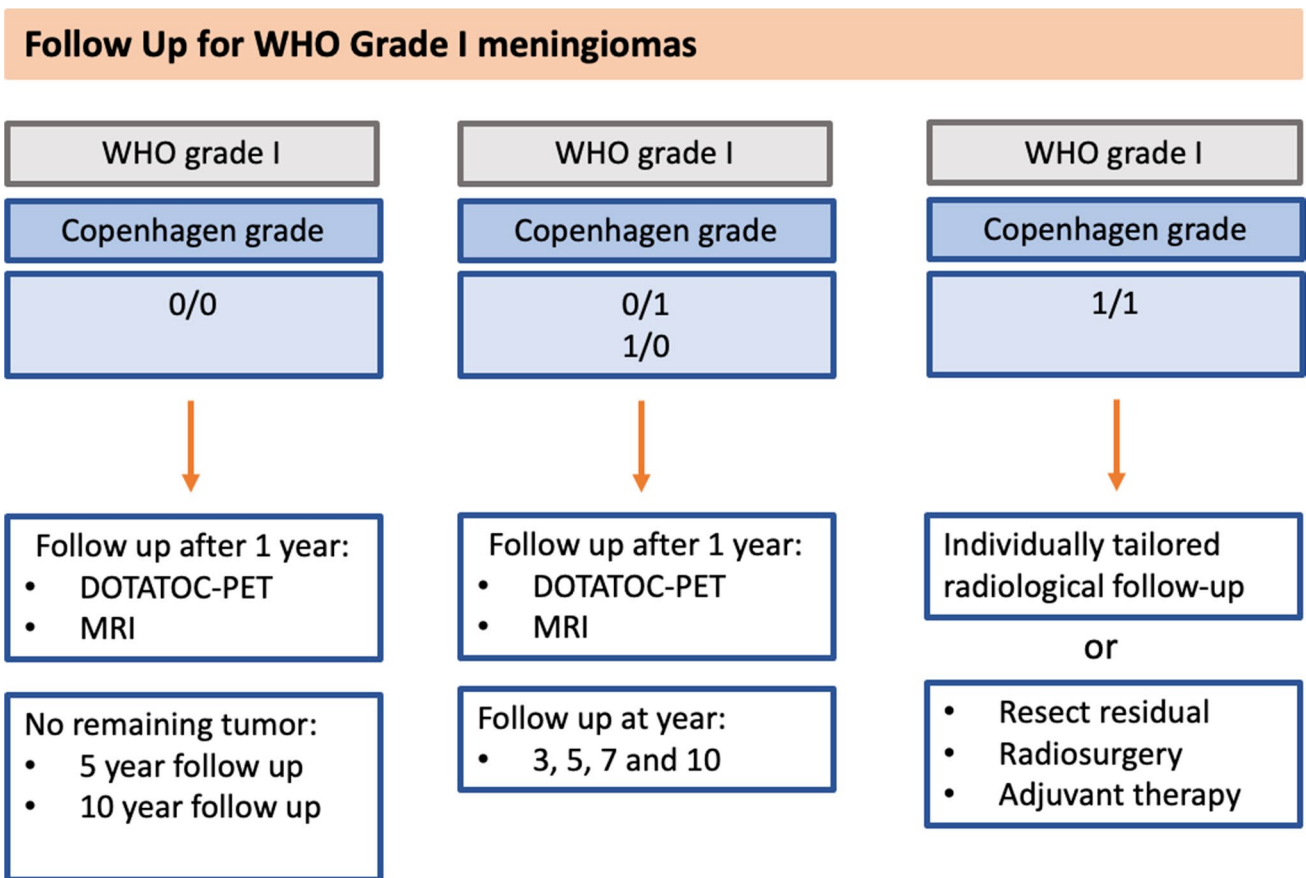 Follow Up for WHO Grade I meningiomas
WHO grade I
Copenhagen grade
0/0
Follow up after 1 year:
• DOTATOC-PET
• MRI
No remaining tumor:
• 5 year follow up
• 10 year follow up
WHO grade I
Copenhagen grade
0/1
1/0
Follow up after 1 year:
• DOTATOC-PET
• MRI
Follow up at year:
• 3, 5, 7 and 10
WHO grade I
Copenhagen grade
1/1
Individually tailored
radiological follow-up
or
• Resect residual
• Radiosurgery
• Adjuvant therapy